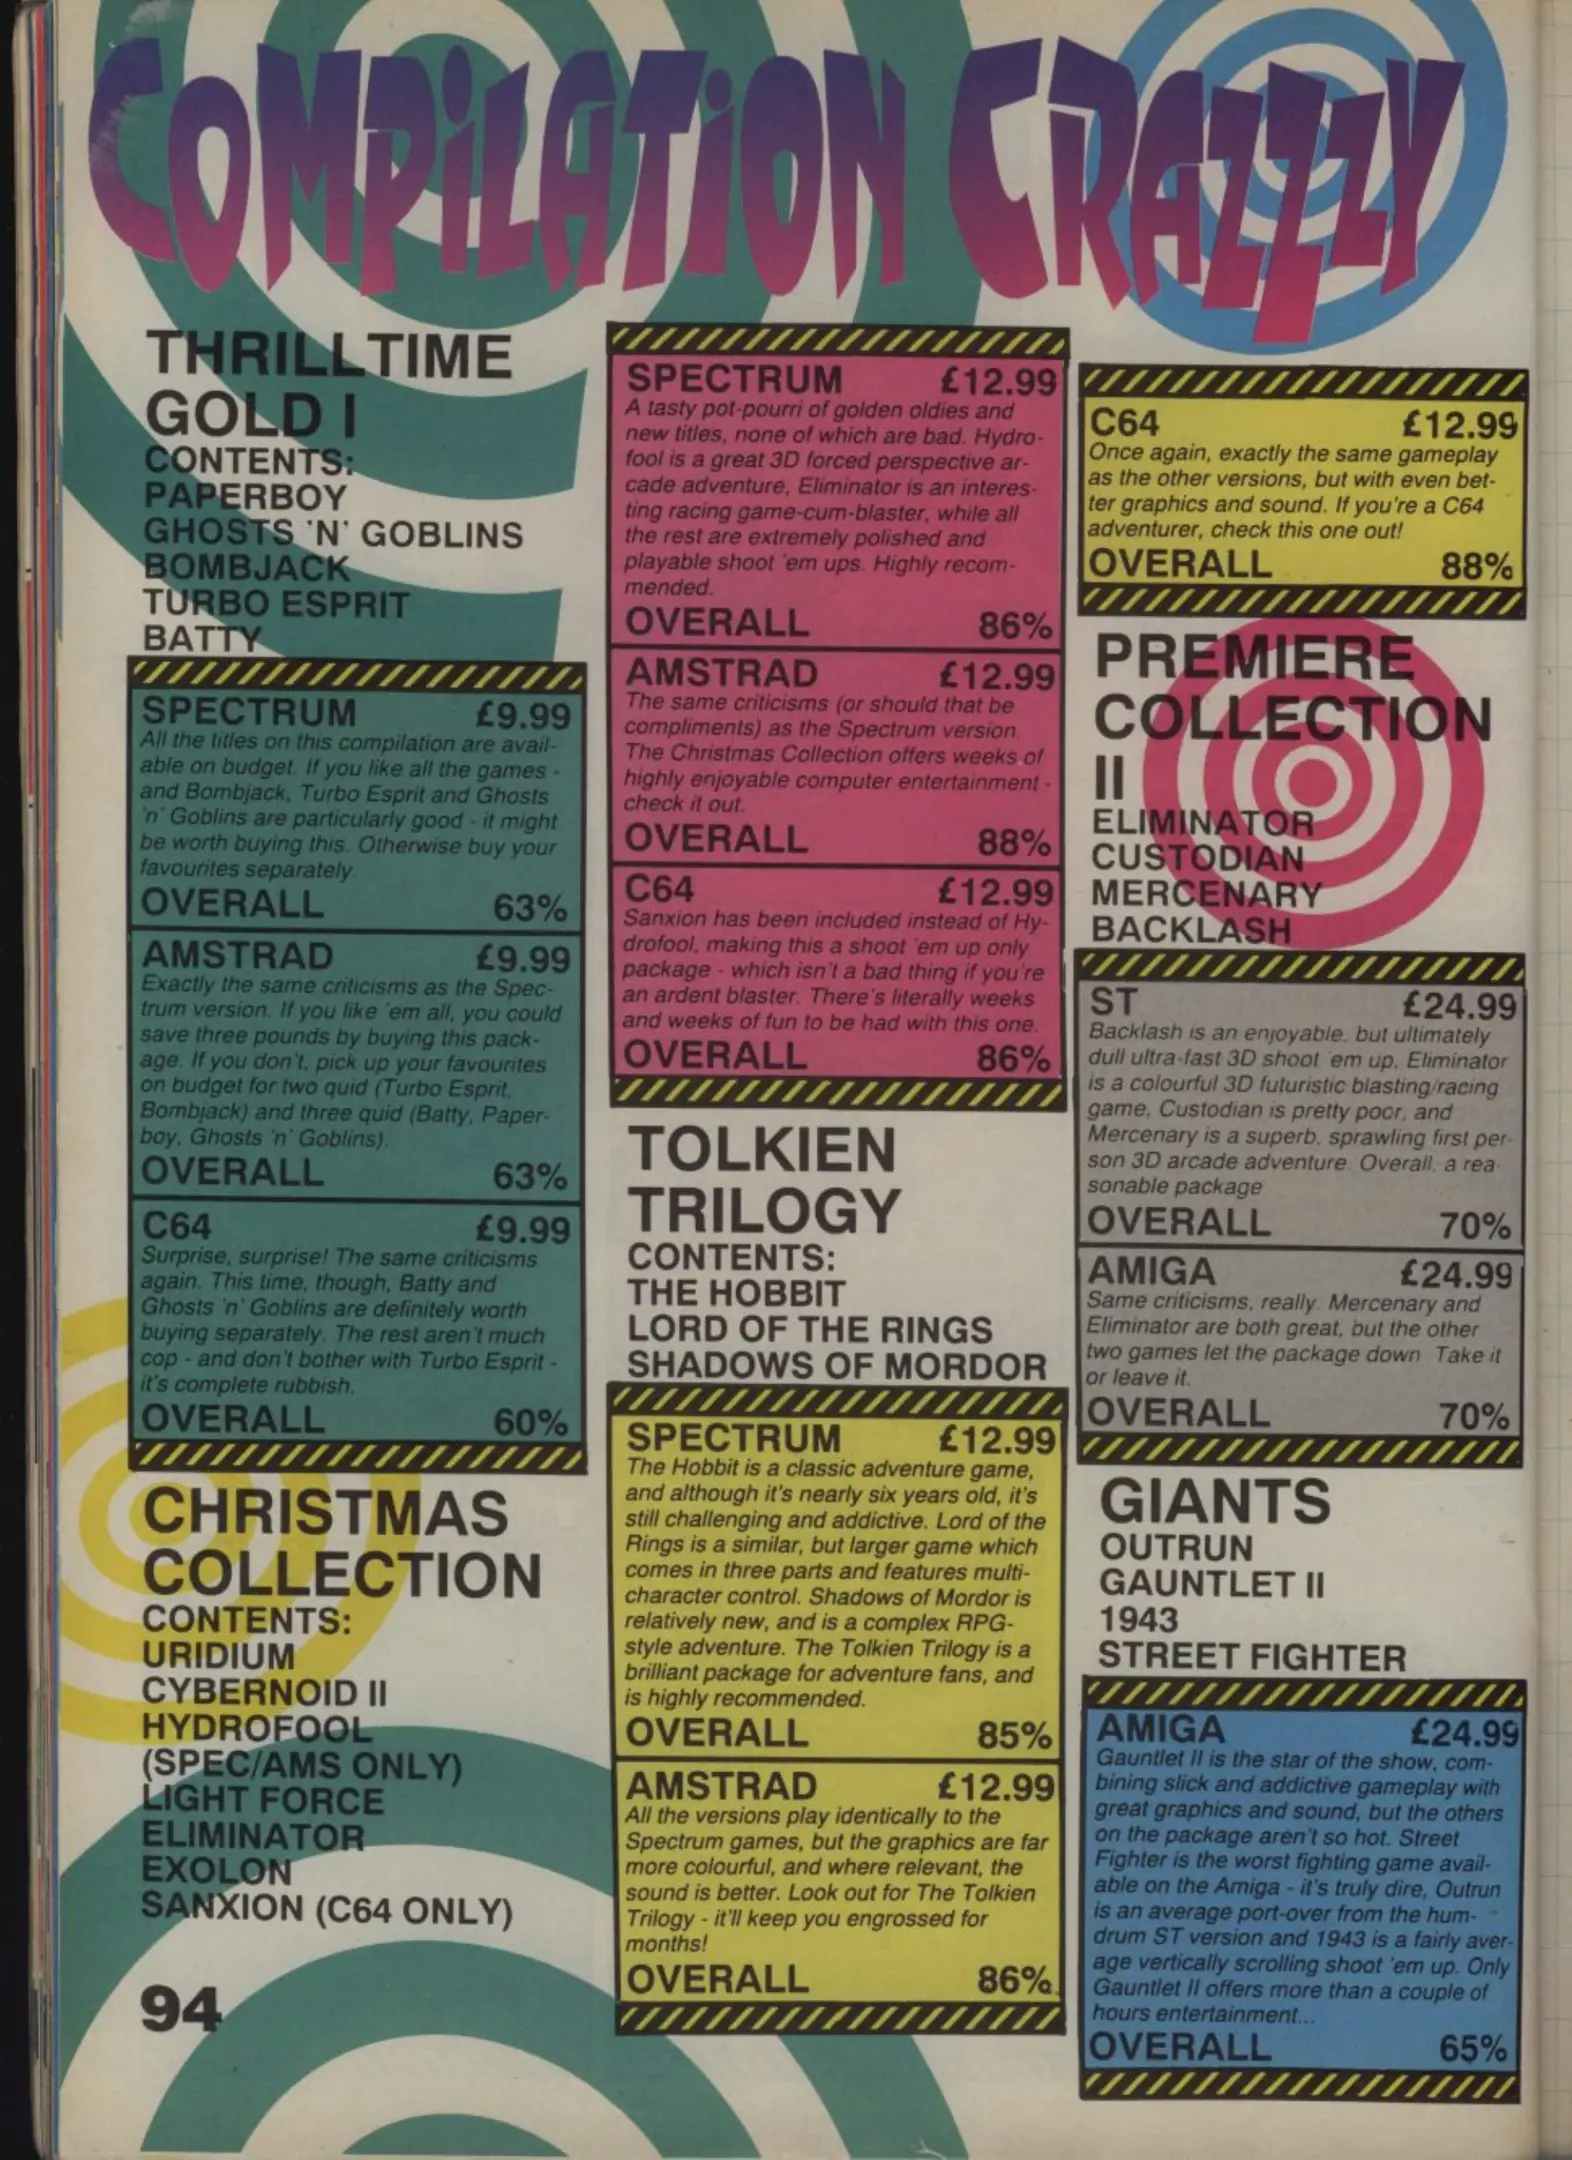 COMPILATION CRAZZZY
THRILLTIME
GOLD I
CONTENTS:
PAPERBOY
GHOSTS 'N' GOBLINS
BOMBJACK
TURBO ESPRIT
BATTY
SPECTRUM £9.99
All the titles on this compilation are avail-
able on budget. If you like all the games -
and Bombjack, Turbo Esprit and Ghosts
'n' Goblins are particularly good - it might
be worth buying this. Otherwise buy your
favourites separately.
OVERALL 63%
AMSTRAD £9.99
Exactly the same criticisms as the Spec-
trum version. If you like 'em all, you could
save three pounds by buying this pack-
age. If you don't, pick up your favourites
on budget for two quid (Turbo Esprit,
Bombjack) and three quid (Batty, Paper-
boy, Ghosts 'n' Goblins).
OVERALL 63%
C64 £9.99
Surprise, surprise! The same criticisms
again. This time, though, Batty and
Ghosts 'n' Goblins are definitely worth
buying separately. The rest aren't much
cop - and don't bother with Turbo Esprit -
it's complete rubbish.
OVERALL 60%
CHRISTMAS
COLLECTION
CONTENTS:
URIDIUM
CYBERNOID II
HYDROFOOL
(SPEC/AMS ONLY)
LIGHT FORCE
ELIMINATOR
EXOLON
SANXION (C64 ONLY)
94
SPECTRUM £12.99
A tasty pot-pourri of golden oldies and
new titles, none of which are bad. Hydro-
fool is a great 3D forced perspective ar-
cade adventure, Eliminator is an interes-
ting racing game-cum-blaster, while all
the rest are extremely polished and
playable shoot 'em ups. Highly recom-
mended.
OVERALL 86%
AMSTRAD £12.99
The same criticisms (or should that be
compliments) as the Spectrum version.
The Christmas Collection offers weeks of
highly enjoyable computer entertainment -
check it out.
OVERALL 88%
C64 £12.99
Sanxion has been included instead of Hy-
drofool, making this a shoot 'em up only
package - which isn't a bad thing if you're
an ardent blaster. There's literally weeks
and weeks of fun to be had with this one.
OVERALL 86%
TOLKIEN
TRILOGY
CONTENTS:
THE HOBBIT
LORD OF THE RINGS
SHADOWS OF MORDOR
SPECTRUM £12.99
The Hobbit is a classic adventure game,
and although it's nearly six years old, it's
still challenging and addictive. Lord of the
Rings is a similar, but larger game which
comes in three parts and features multi-
character control. Shadows of Mordor is
relatively new, and is a complex RPG-
style adventure. The Tolkien Trilogy is a
brilliant package for adventure fans, and
is highly recommended.
OVERALL 85%
AMSTRAD £12.99
All the versions play identically to the
Spectrum games, but the graphics are far
more colourful, and where relevant, the
sound is better. Look out for The Tolkien
Trilogy - it'll keep you engrossed for
months!
OVERALL 86%
C64 £12.99
Once again, exactly the same gameplay
as the other versions, but with even bet-
ter graphics and sound. If you're a C64
adventurer, check this one out!
OVERALL 88%
PREMIERE
COLLECTION
II
ELIMINATOR
CUSTODIAN
MERCENARY
BACKLASH
ST £24.99
Backlash is an enjoyable, but ultimately
dull ultra-fast 3D shoot 'em up, Eliminator
is a colourful 3D futuristic blasting/racing
game, Custodian is pretty poor, and
Mercenary is a superb, sprawling first per-
son 3D arcade adventure. Overall, a rea-
sonable package
OVERALL 70%
AMIGA £24.99
Same criticisms, really. Mercenary and
Eliminator are both great, but the other
two games let the package down. Take it
or leave it.
OVERALL 70%
GIANTS
OUTRUN
GAUNTLET II
1943
STREET FIGHTER
AMIGA £24.99
Gauntlet II is the star of the show, com-
bining slick and addictive gameplay with
great graphics and sound, but the others
on the package aren't so hot. Street
Fighter is the worst fighting game avail-
able on the Amiga - it's truly dire, Outrun
is an average port-over from the hum-
drum ST version and 1943 is a fairly aver-
age vertically scrolling shoot 'em up. Only
Gauntlet II offers more than a couple of
hours entertainment...
OVERALL 65%